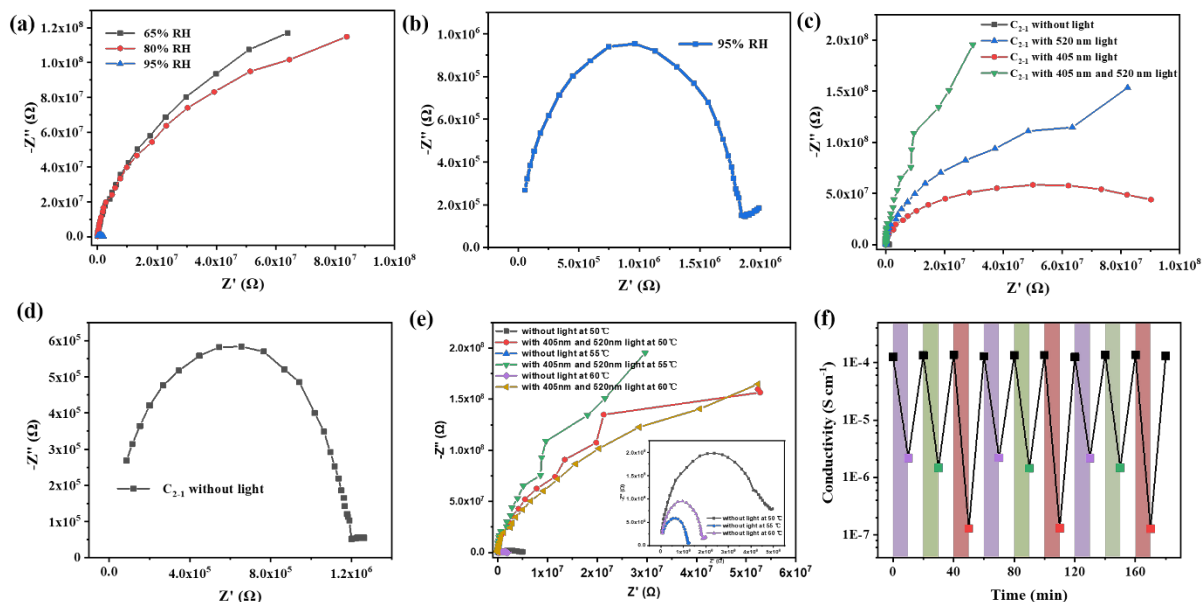 (a)
1.2x10⁸
1.0x10⁸
8.0x10⁷
6.0x10⁷
4.0x10⁷
2.0x10⁷
0.0
-Z'' (Ω)
65% RH
80% RH
95% RH
0.0 2.0x10⁷ 4.0x10⁷ 6.0x10⁷ 8.0x10⁷ 1.0x10⁸
Z' (Ω)
(b)
1.0x10⁶
8.0x10⁵
6.0x10⁵
4.0x10⁵
2.0x10⁵
0.0
-Z'' (Ω)
95% RH
5.0x10⁵ 1.0x10⁶ 1.5x10⁶ 2.0x10⁶
Z' (Ω)
(c)
2.0x10⁸
1.5x10⁸
1.0x10⁸
5.0x10⁷
0.0
-Z'' (Ω)
C₂₋₁ without light
C₂₋₁ with 520 nm light
C₂₋₁ with 405 nm light
C₂₋₁ with 405 nm and 520 nm light
0.0 2.0x10⁷ 4.0x10⁷ 6.0x10⁷ 8.0x10⁷ 1.0x10⁸
Z' (Ω)
(d)
6x10⁵
5x10⁵
4x10⁵
3x10⁵
2x10⁵
1x10⁵
0
-Z'' (Ω)
C₂₋₁ without light
0.0 4.0x10⁵ 8.0x10⁵ 1.2x10⁶
Z' (Ω)
(e)
2.0x10⁸
1.5x10⁸
1.0x10⁸
5.0x10⁷
0.0
-Z'' (Ω)
without light at 50℃
with 405nm and 520nm light at 50℃
without light at 55℃
with 405nm and 520nm light at 55℃
without light at 60℃
with 405nm and 520nm light at 60℃
-Z'' (Ω)
without light at 50℃
without light at 55℃
without light at 60℃
Z' (Ω)
0 1x10⁷ 2x10⁷ 3x10⁷ 4x10⁷ 5x10⁷ 6x10⁷
Z' (Ω)
(f)
1E-4
1E-5
1E-6
1E-7
Conductivity (S cm⁻¹)
0 40 80 120 160
Time (min)